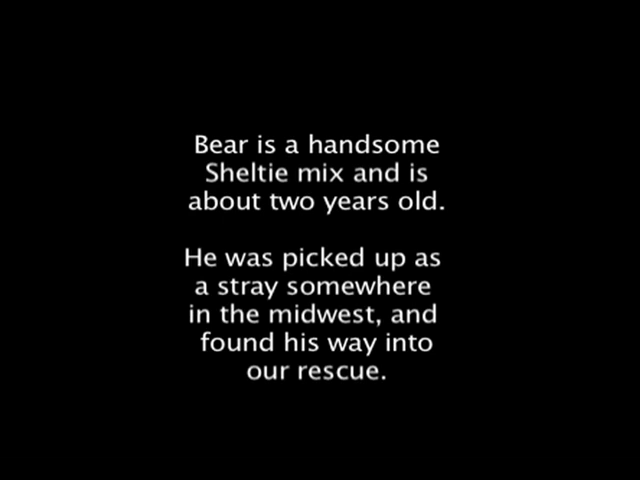 Bear is a handsome
Sheltie mix and is
about two years old.
He was picked up as
a stray somewhere
in the midwest, and
found his way into
our rescue.